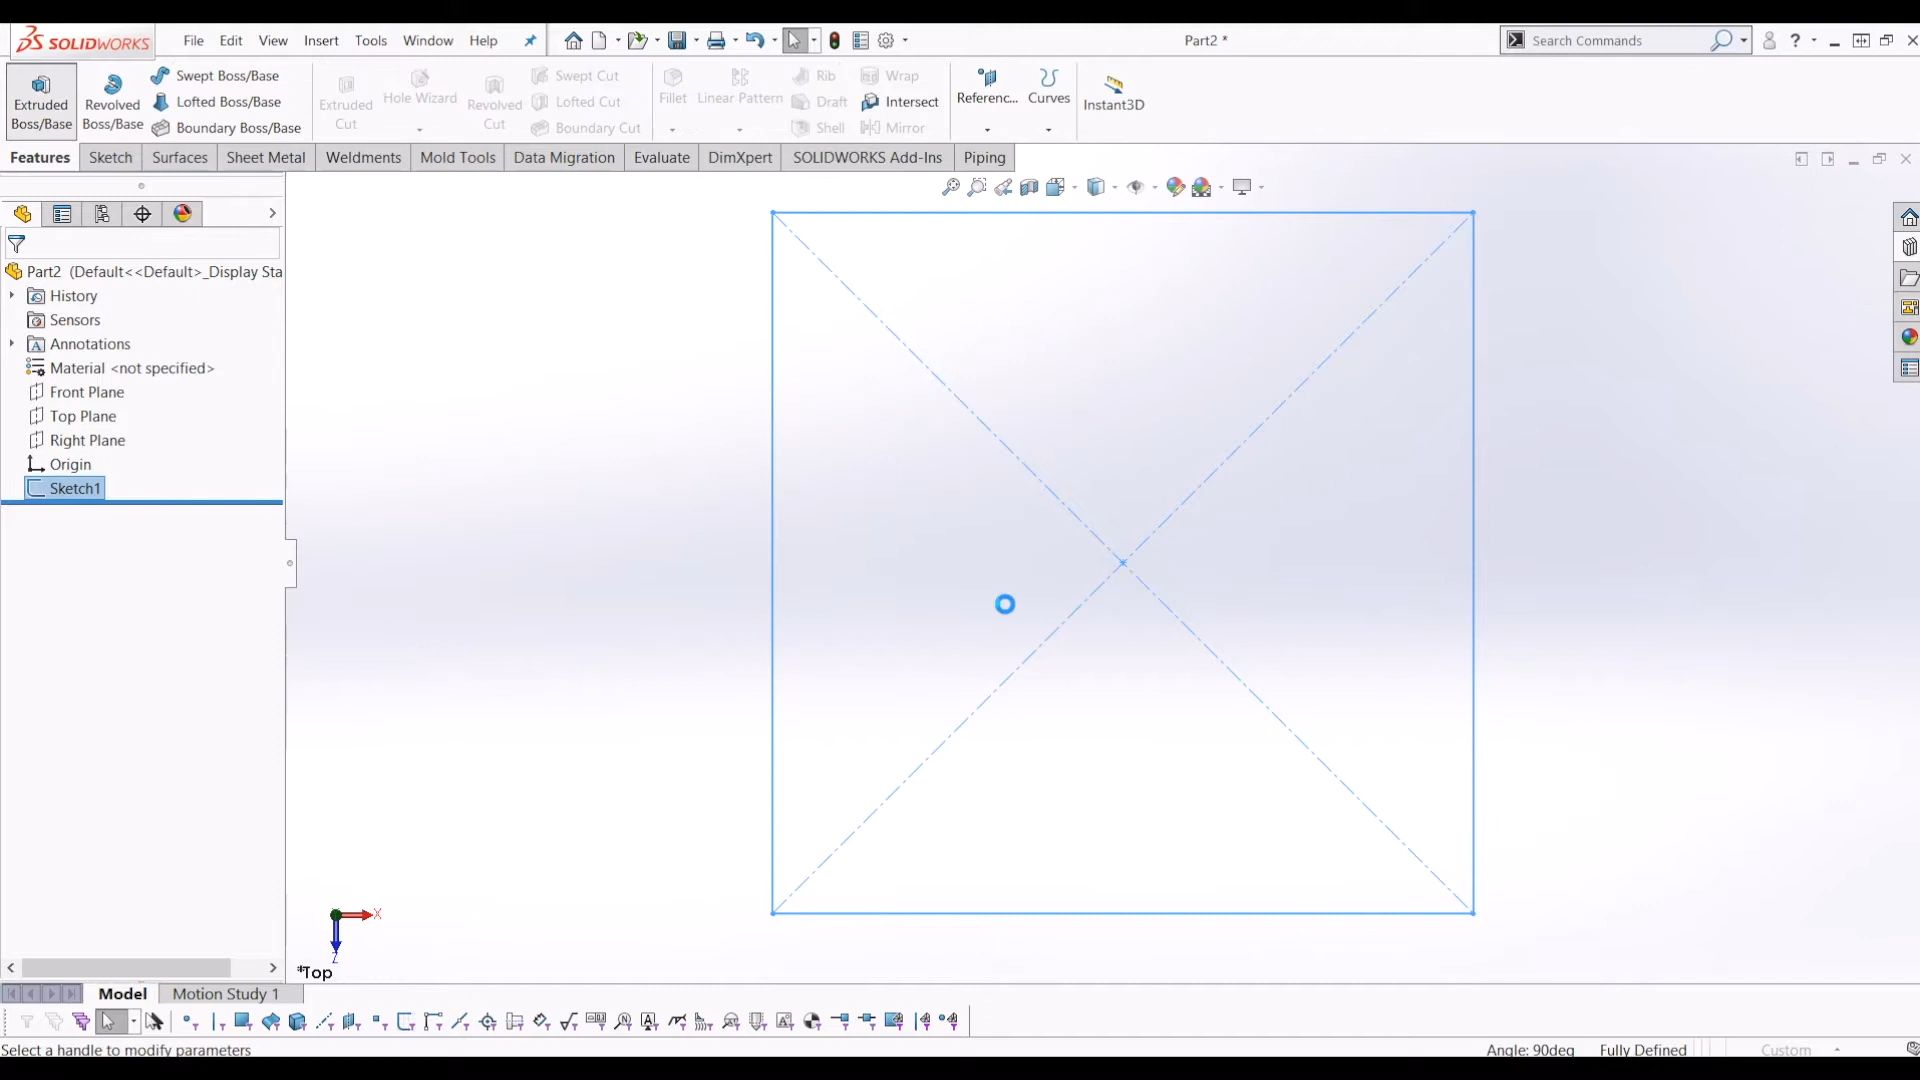 SOLIDWORKS File Edit View Insert Tools Window Help Part2 * Search Commands ?
Extruded Boss/Base
Revolved Boss/Base
Swept Boss/Base
Lofted Boss/Base
Boundary Boss/Base
Extruded Cut
Hole Wizard
Revolved Cut
Swept Cut
Lofted Cut
Boundary Cut
Fillet
Linear Pattern
Rib
Draft
Shell
Wrap
Intersect
Mirror
Referenc...
Curves
Instant3D
Features Sketch Surfaces Sheet Metal Weldments Mold Tools Data Migration Evaluate DimXpert SOLIDWORKS Add-Ins Piping
Part2 (Default<<Default>_Display Sta
History
Sensors
Annotations
Material <not specified>
Front Plane
Top Plane
Right Plane
Origin
Sketch1
X
Z
*Top
Model Motion Study 1
Select a handle to modify parameters Angle: 90deg Fully Defined Custom